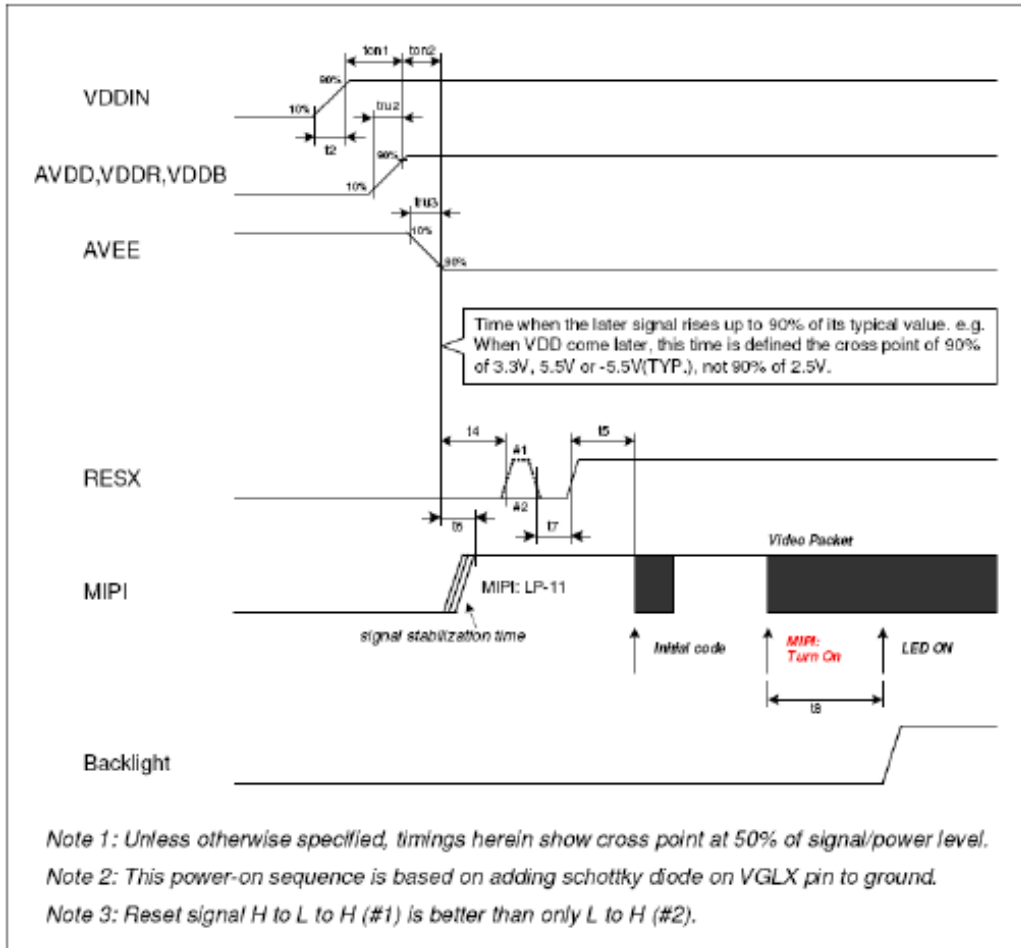 ton1 ton2
VDDIN
90%
10%
tru2
t2
AVDD,VDDR,VDDB
90%
10%
tru3
AVEE
10%
90%
Time when the later signal rises up to 90% of its typical value. e.g.
When VDD come later, this time is defined the cross point of 90%
of 3.3V, 5.5V or -5.5V(TYP.), not 90% of 2.5V.
t4
t5
#1
RESX
#2
t6
t7
Video Packet
MIPI
MIPI: LP-11
signal stabilization time
Initial code
MIPI:
Turn On
LED ON
t8
Backlight
Note 1: Unless otherwise specified, timings herein show cross point at 50% of signal/power level.
Note 2: This power-on sequence is based on adding schottky diode on VGLX pin to ground.
Note 3: Reset signal H to L to H (#1) is better than only L to H (#2).